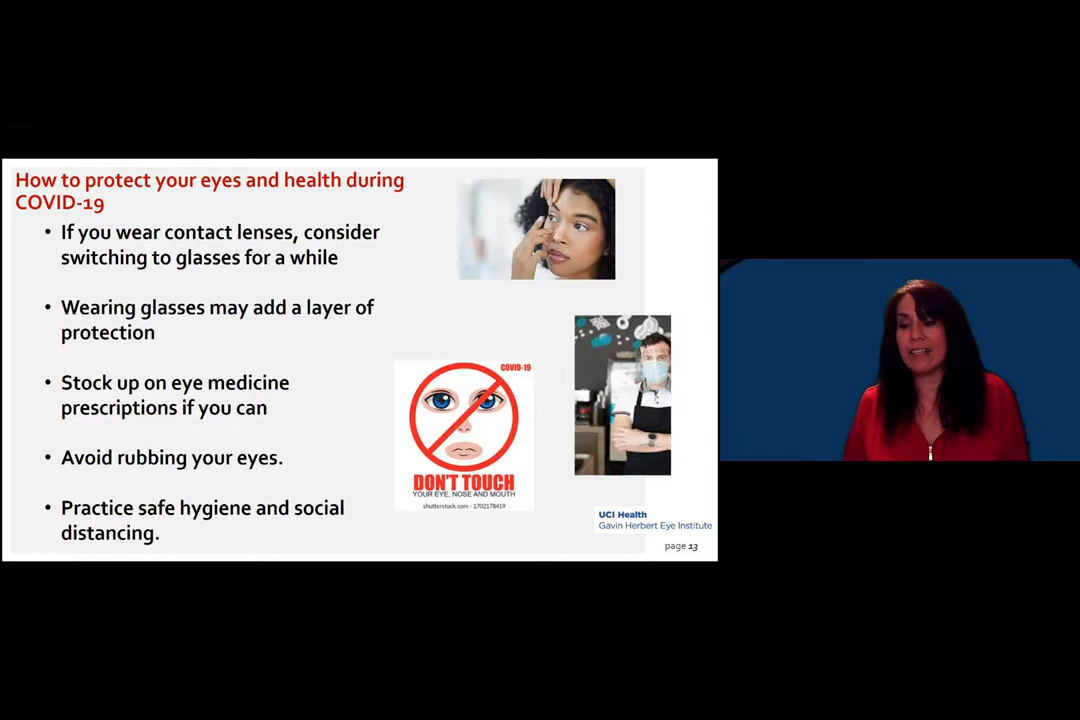 How to protect your eyes and health during
COVID-19
• If you wear contact lenses, consider
switching to glasses for a while
• Wearing glasses may add a layer of
protection
• Stock up on eye medicine
prescriptions if you can
• Avoid rubbing your eyes.
• Practice safe hygiene and social
distancing.
COVID-19
DON'T TOUCH
YOUR EYE, NOSE AND MOUTH
shutterstock.com · 1702178419
UCI Health
Gavin Herbert Eye Institute
page 13